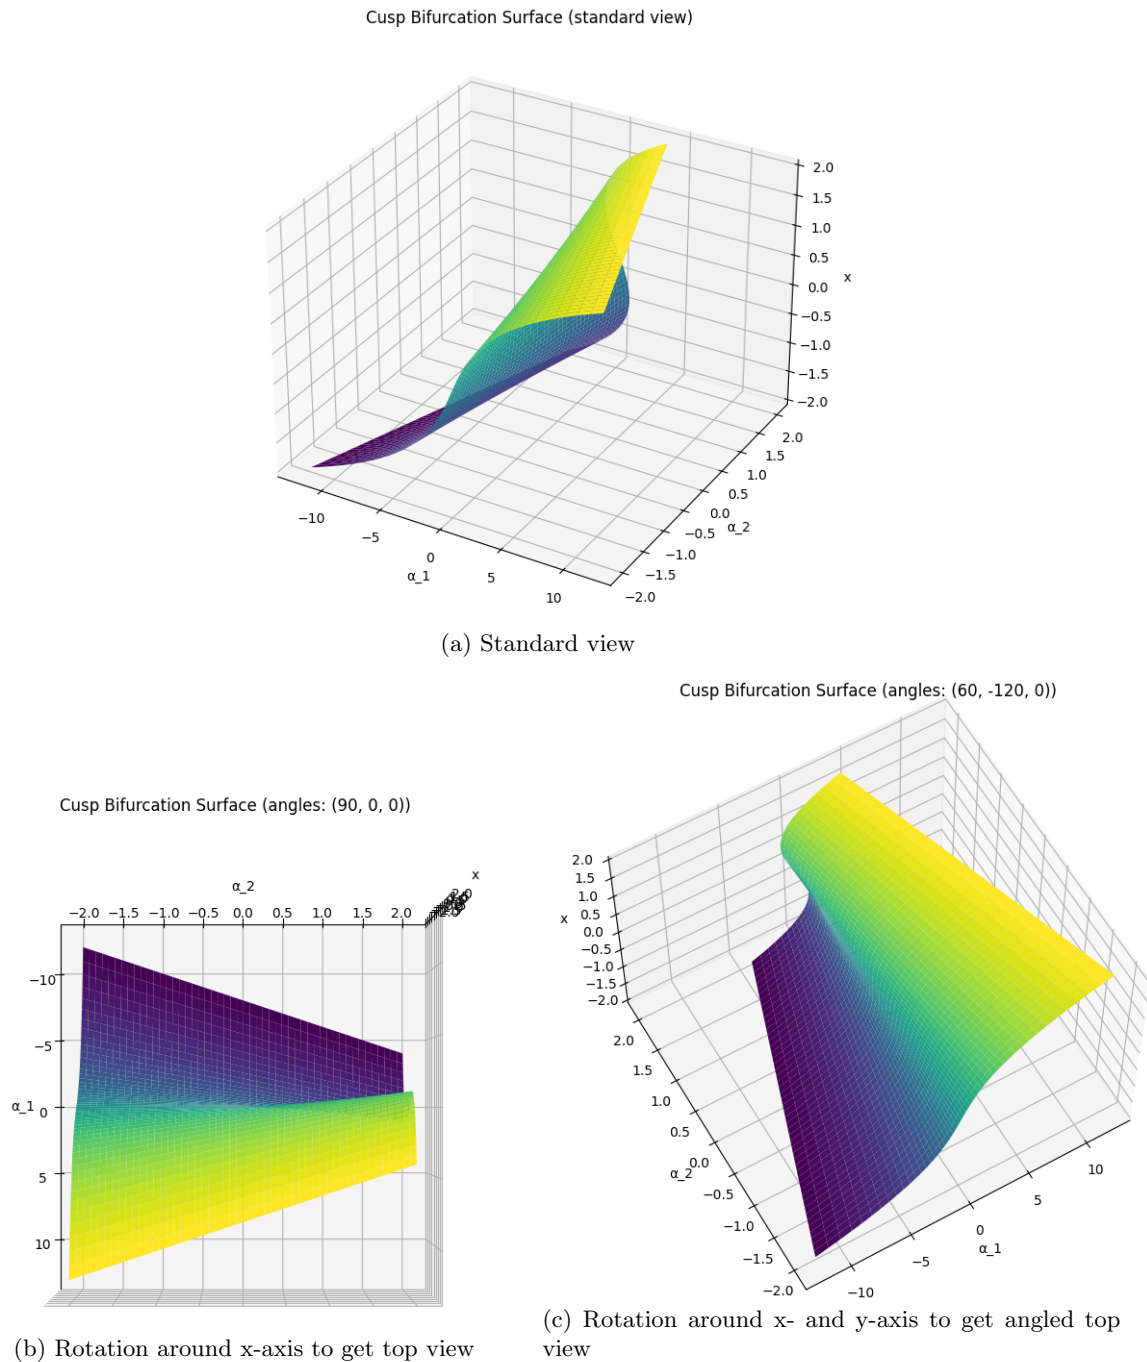 Cusp Bifurcation Surface (standard view)
2.0
1.5
1.0
0.5
0.0
−0.5
−1.0
−1.5
−2.0
x
2.0
1.5
1.0
0.5
0.0
−0.5
−1.0
−1.5
−2.0
α_2
−10
−5
0
5
10
α_1
(a) Standard view
Cusp Bifurcation Surface (angles: (90, 0, 0))
α_2
x
−2.0 −1.5 −1.0 −0.5 0.0 0.5 1.0 1.5 2.0
−10
−5
α_1 0
5
10
(b) Rotation around x-axis to get top view
Cusp Bifurcation Surface (angles: (60, -120, 0))
2.0
1.5
1.0
0.5
0.0
−0.5
−1.0
−1.5
−2.0
x
2.0
1.5
1.0
0.5
0.0
−0.5
−1.0
−1.5
−2.0
α_2
10
5
0
−5
−10
α_1
(c) Rotation around x- and y-axis to get angled top
view